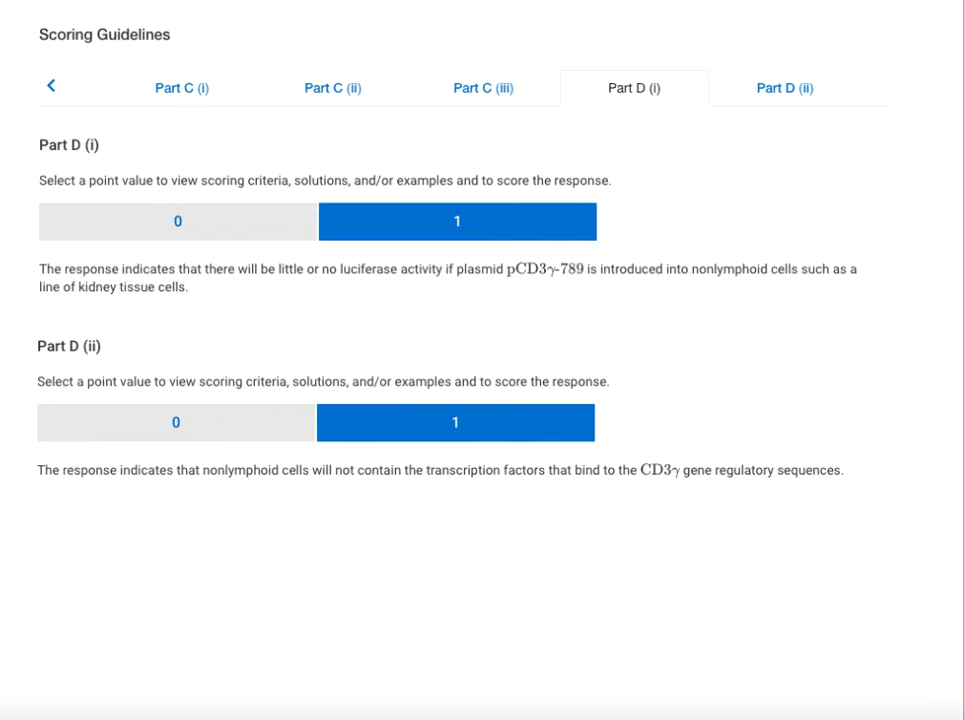 Scoring Guidelines
Part C (i)
Part C (ii)
Part C (iii)
Part D (i)
Part D (ii)
Part D (i)
Select a point value to view scoring criteria, solutions, and/or examples and to score the response.
0
1
The response indicates that there will be little or no luciferase activity if plasmid pCD3γ-789 is introduced into nonlymphoid cells such as a
line of kidney tissue cells.
Part D (ii)
Select a point value to view scoring criteria, solutions, and/or examples and to score the response.
0
1
The response indicates that nonlymphoid cells will not contain the transcription factors that bind to the CD3γ gene regulatory sequences.